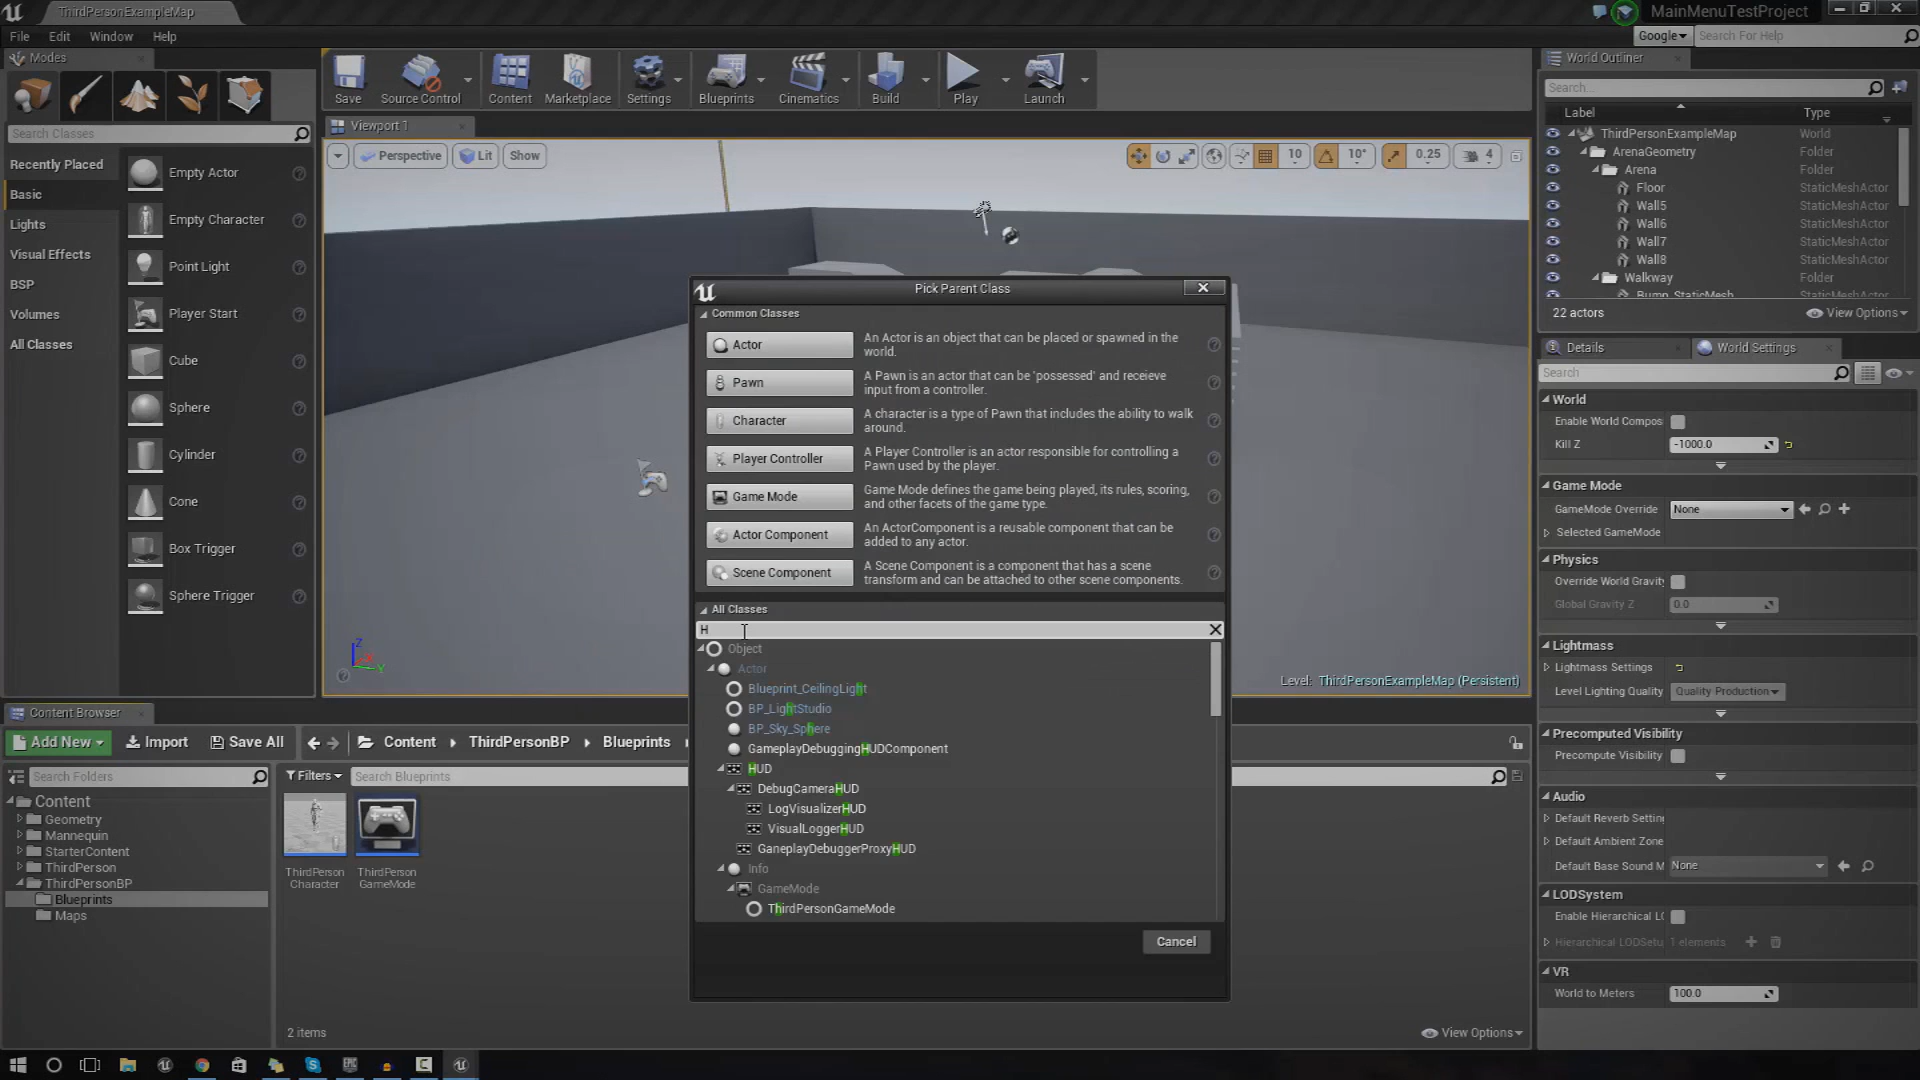 ThirdPersonExampleMap
MainMenuTestProject
File Edit Window Help
Google
Search For Help
Modes
Save
Source Control
Content
Marketplace
Settings
Blueprints
Cinematics
Build
Play
Launch
World Outliner
Search...
Label Type
Search Classes
Recently Placed
Basic
Lights
Visual Effects
BSP
Volumes
All Classes
Empty Actor
Empty Character
Point Light
Player Start
Cube
Sphere
Cylinder
Cone
Box Trigger
Sphere Trigger
Viewport 1
Perspective Lit Show
10 10° 0.25 4
ThirdPersonExampleMap World
ArenaGeometry Folder
Arena Folder
Floor StaticMeshActor
Wall5 StaticMeshActor
Wall6 StaticMeshActor
Wall7 StaticMeshActor
Wall8 StaticMeshActor
Walkway Folder
Bump_StaticMesh StaticMeshActor
22 actors View Options
Pick Parent Class
Common Classes
Actor
An Actor is an object that can be placed or spawned in the
world.
Pawn
A Pawn is an actor that can be 'possessed' and receieve
input from a controller.
Character
A character is a type of Pawn that includes the ability to walk
around.
Player Controller
A Player Controller is an actor responsible for controlling a
Pawn used by the player.
Game Mode
Game Mode defines the game being played, its rules, scoring,
and other facets of the game type.
Actor Component
An ActorComponent is a reusable component that can be
added to any actor.
Scene Component
A Scene Component is a component that has a scene
transform and can be attached to other scene components.
All Classes
H
Object
Actor
Blueprint_CeilingLight
BP_LightStudio
BP_Sky_Sphere
GameplayDebuggingHUDComponent
HUD
DebugCameraHUD
LogVisualizerHUD
VisualLoggerHUD
GaneplayDebuggerProxyHUD
Info
GameMode
ThirdPersonGameMode
Cancel
Z X Y
Level: ThirdPersonExampleMap (Persistent)
Details
World Settings
Search
World
Enable World Compos
Kill Z -1000.0
Game Mode
GameMode Override None
Selected GameMode
Physics
Override World Gravity
Global Gravity Z 0.0
Lightmass
Lightmass Settings
Level Lighting Quality Quality Production
Precomputed Visibility
Precompute Visibility
Audio
Default Reverb Setting
Default Ambient Zone
Default Base Sound M None
LODSystem
Enable Hierarchical LO
Hierarchical LODSetu 1 elements
VR
World to Meters 100.0
Content Browser
Add New Import Save All Content ThirdPersonBP Blueprints
Search Folders
Filters Search Blueprints
Content
Geometry
Mannequin
StarterContent
ThirdPerson
ThirdPersonBP
Blueprints
Maps
ThirdPerson
Character
ThirdPerson
GameMode
2 items
View Options
EPIC